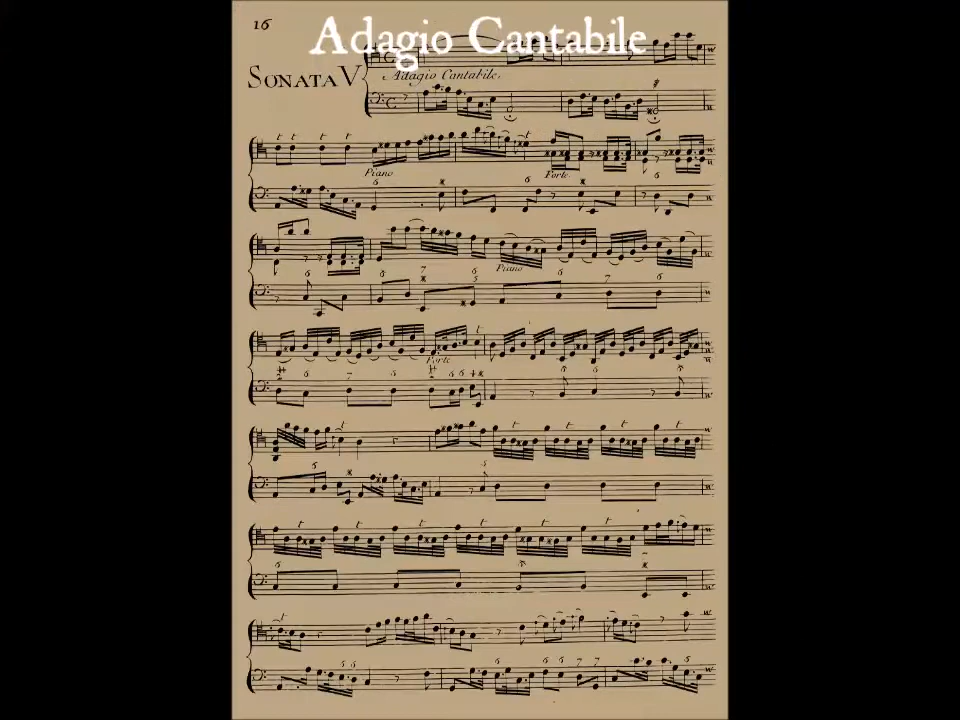 16
Adagio Cantabile
SONATA V
Adagio Cantabile.
Piano
Forte.
Piano
Forte